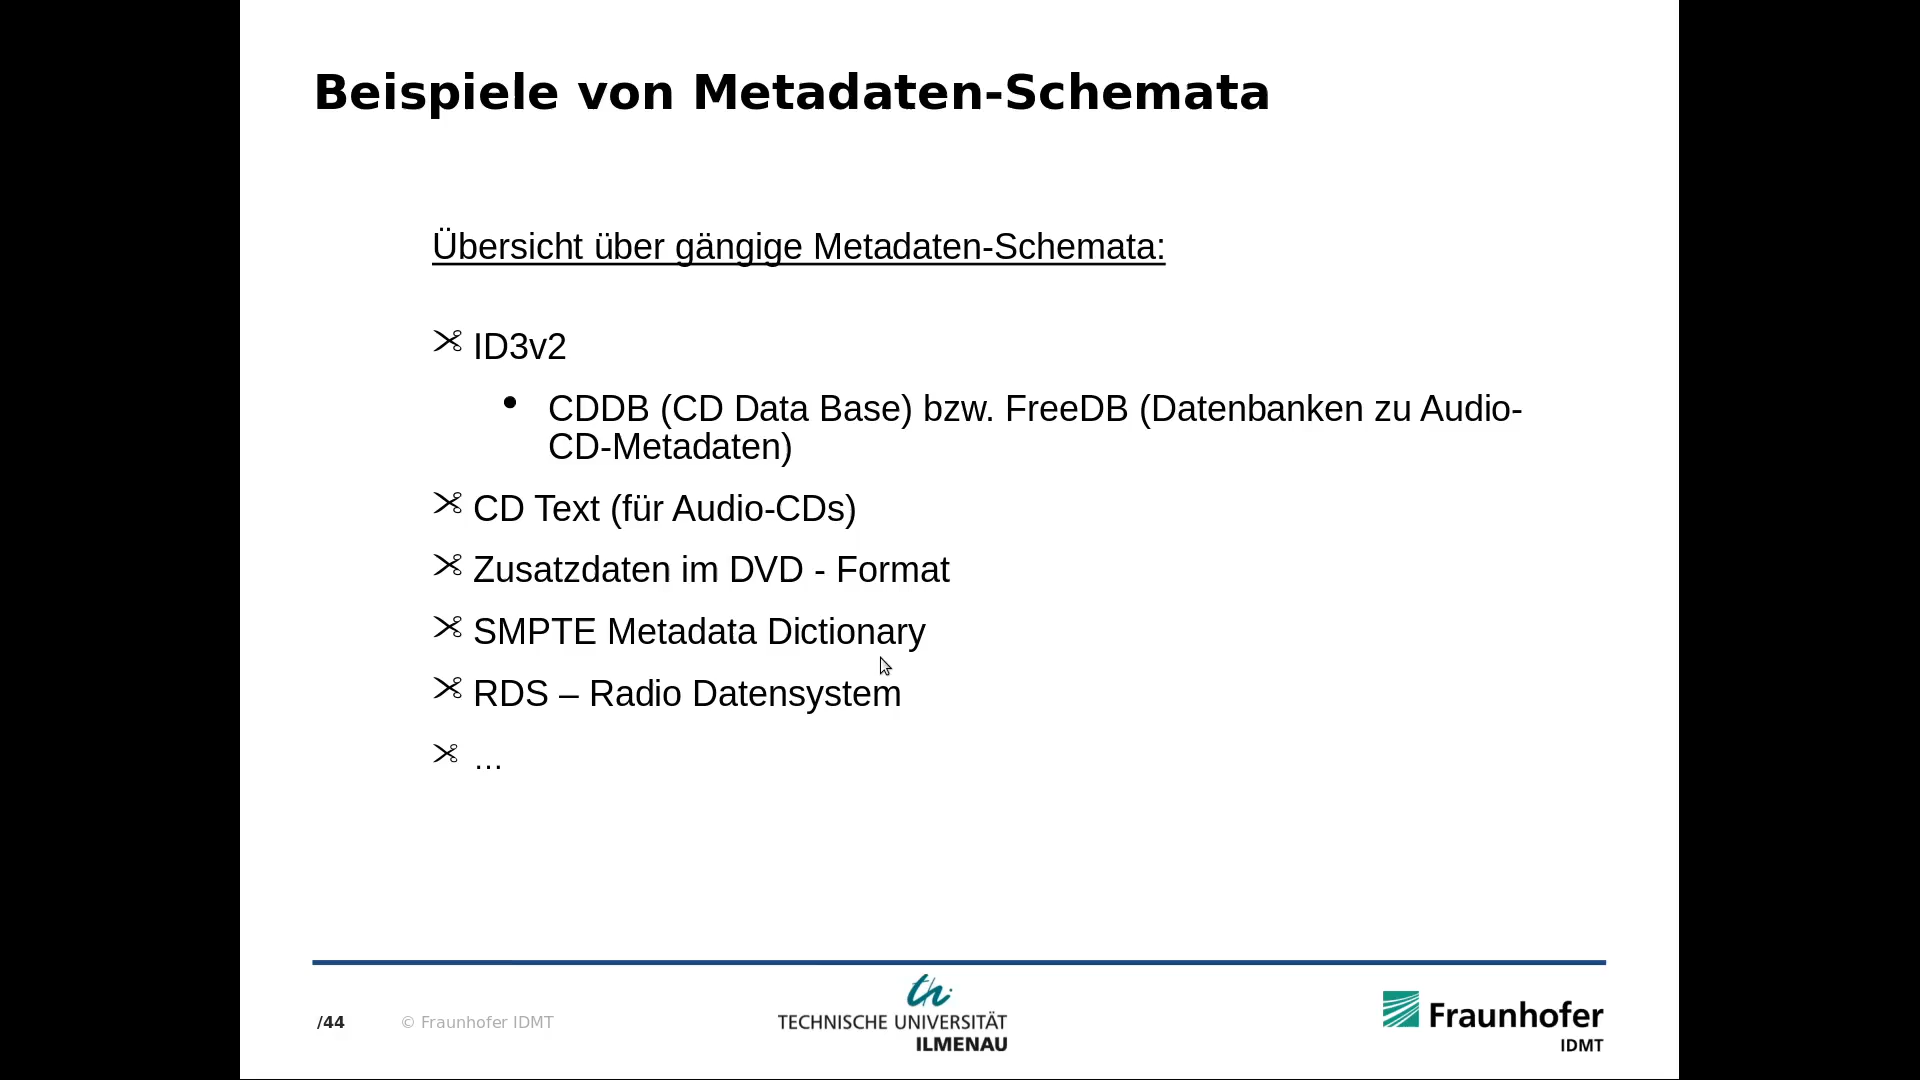 Beispiele von Metadaten-Schemata
Übersicht über gängige Metadaten-Schemata:
ID3v2
• CDDB (CD Data Base) bzw. FreeDB (Datenbanken zu Audio-
CD-Metadaten)
CD Text (für Audio-CDs)
Zusatzdaten im DVD - Format
SMPTE Metadata Dictionary
RDS – Radio Datensystem
...
/44
© Fraunhofer IDMT
th
TECHNISCHE UNIVERSITÄT
ILMENAU
Fraunhofer
IDMT